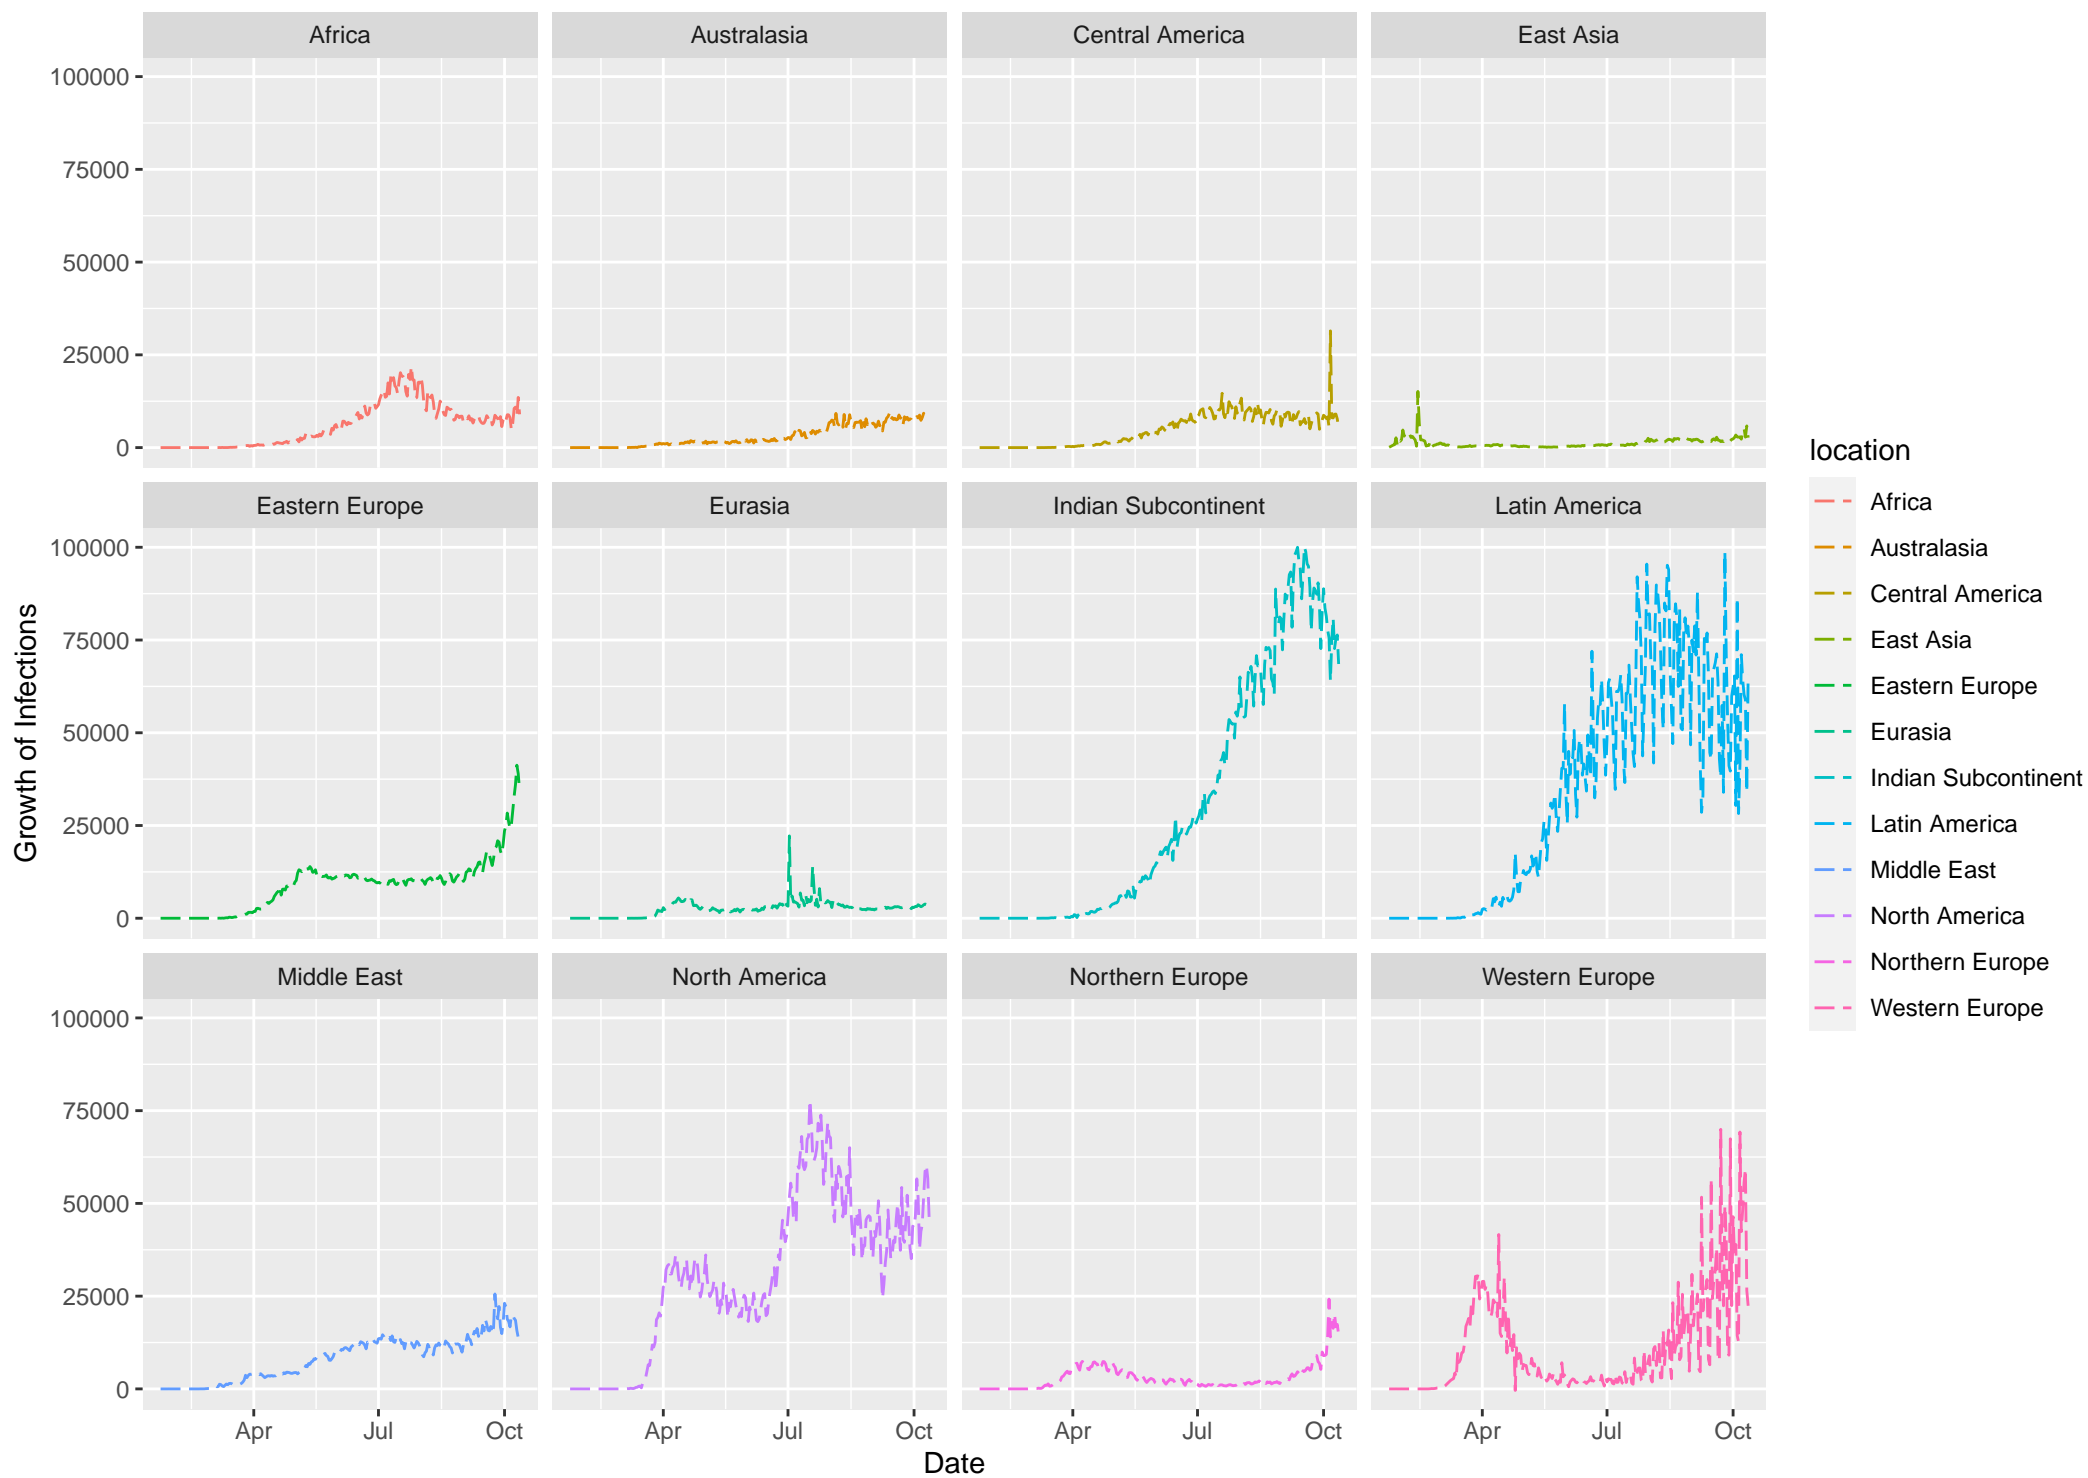 Africa
Australasia
Central America
East Asia
100000
75000
50000
25000
0
Eastern Europe
Eurasia
Indian Subcontinent
Latin America
100000
75000
50000
25000
0
Middle East
North America
Northern Europe
Western Europe
100000
75000
50000
25000
0
Apr Jul Oct
Apr Jul Oct
Apr Jul Oct
Apr Jul Oct
Date
Growth of Infections
location
Africa
Australasia
Central America
East Asia
Eastern Europe
Eurasia
Indian Subcontinent
Latin America
Middle East
North America
Northern Europe
Western Europe